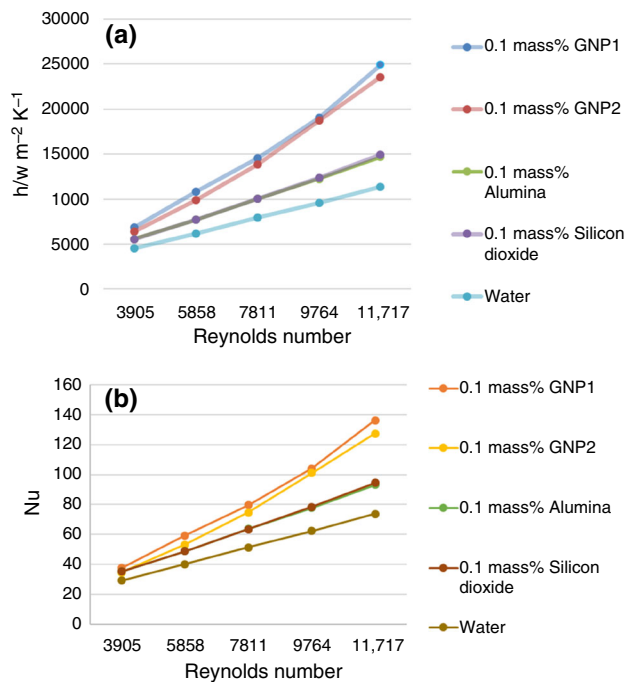 (a)
h/w m⁻² K⁻¹
30000
25000
20000
15000
1000
5000
0
3905 5858 7811 9764 11,717
Reynolds number
0.1 mass% GNP1
0.1 mass% GNP2
0.1 mass%
Alumina
0.1 mass% Silicon
dioxide
Water
(b)
Nu
160
140
120
100
80
60
40
20
0
3905 5858 7811 9764 11,717
Reynolds number
0.1 mass% GNP1
0.1 mass% GNP2
0.1 mass% Alumina
0.1 mass% Silicon
dioxide
Water